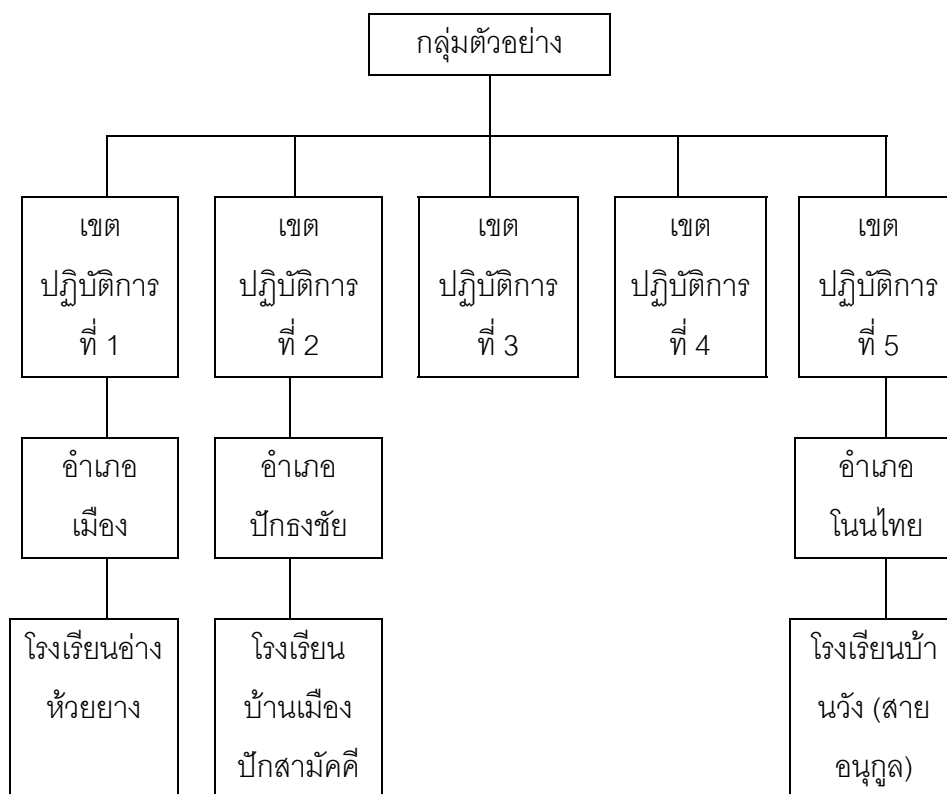 กลุ่มตัวอย่าง
เขต
ปฏิบัติการ
ที่ 1
เขต
ปฏิบัติการ
ที่ 2
เขต
ปฏิบัติการ
ที่ 3
เขต
ปฏิบัติการ
ที่ 4
เขต
ปฏิบัติการ
ที่ 5
อำเภอ
เมือง
อำเภอ
ปักธงชัย
อำเภอ
โนนไทย
โรงเรียนอ่าง
ห้วยยาง
โรงเรียน
บ้านเมือง
ปักสามัคคี
โรงเรียนบ้า
นวัง (สาย
อนุกูล)